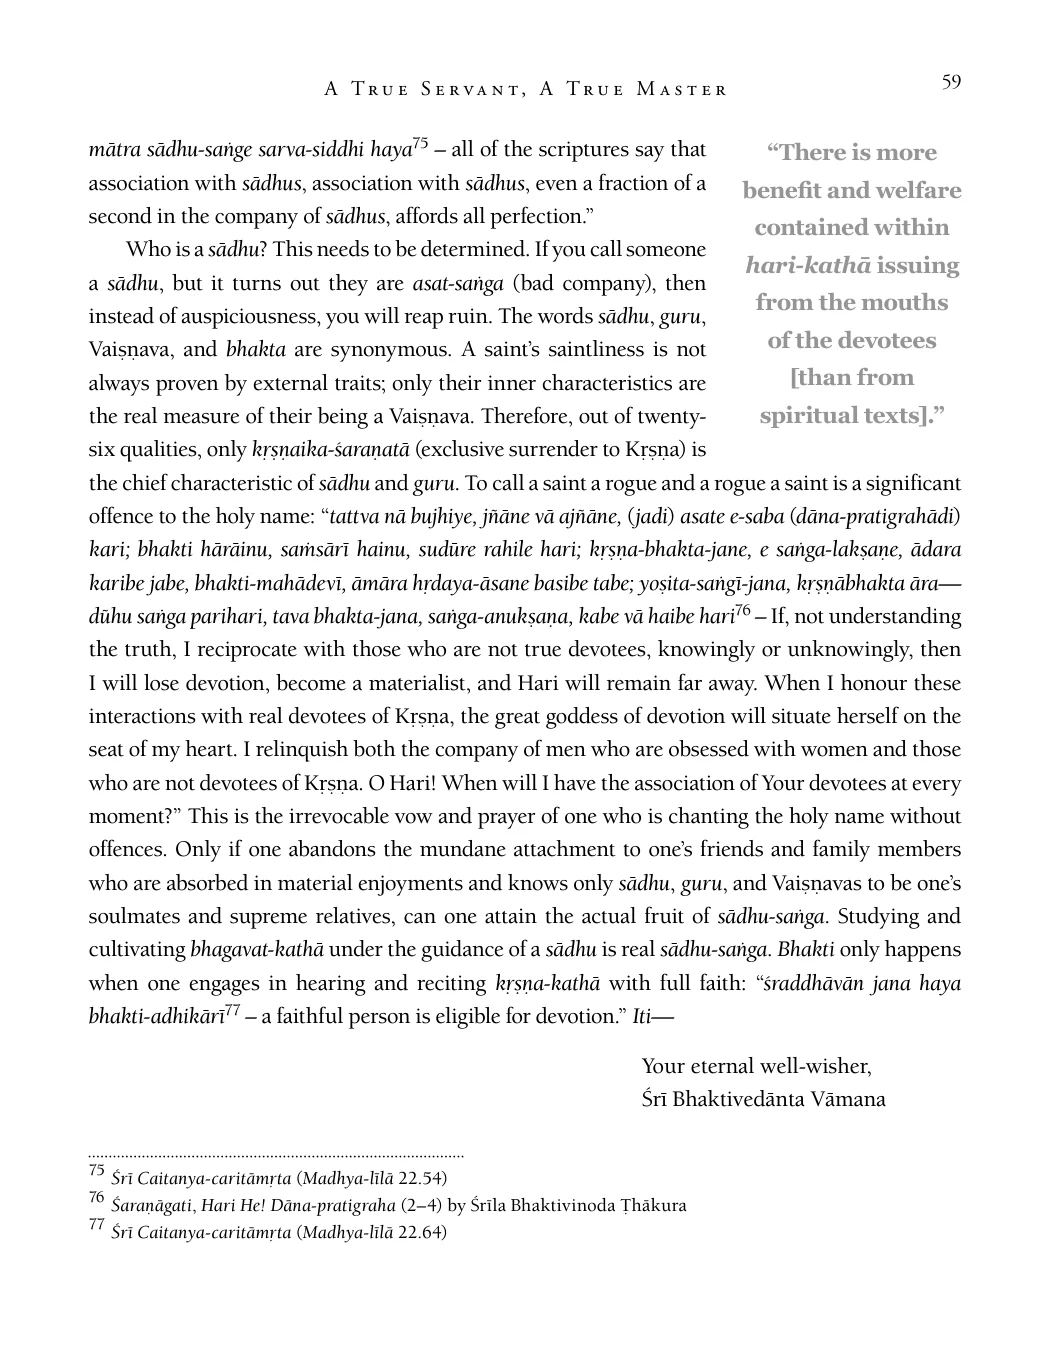 A True Servant, A True Master
59
mātra sādhu-saṅge sarva-siddhi haya75 – all of the scriptures say that
association with sādhus, association with sādhus, even a fraction of a
second in the company of sādhus, affords all perfection.”
“There is more
benefit and welfare
contained within
hari-kathā issuing
from the mouths
of the devotees
[than from
spiritual texts].”
Who is a sādhu? This needs to be determined. If you call someone
a sādhu, but it turns out they are asat-saṅga (bad company), then
instead of auspiciousness, you will reap ruin. The words sādhu, guru,
Vaiṣṇava, and bhakta are synonymous. A saint’s saintliness is not
always proven by external traits; only their inner characteristics are
the real measure of their being a Vaiṣṇava. Therefore, out of twenty-
six qualities, only kṛṣṇaika-śaraṇatā (exclusive surrender to Kṛṣṇa) is
the chief characteristic of sādhu and guru. To call a saint a rogue and a rogue a saint is a significant
offence to the holy name: “tattva nā bujhiye, jñāne vā ajñāne, (jadi) asate e-saba (dāna-pratigrahādi)
kari; bhakti hārāinu, saṁsārī hainu, sudūre rahile hari; kṛṣṇa-bhakta-jane, e saṅga-lakṣaṇe, ādara
karibe jabe, bhakti-mahādevī, āmāra hṛdaya-āsane basibe tabe; yoṣita-saṅgī-jana, kṛṣṇābhakta āra—
dūhu saṅga parihari, tava bhakta-jana, saṅga-anukṣaṇa, kabe vā haibe hari76 – If, not understanding
the truth, I reciprocate with those who are not true devotees, knowingly or unknowingly, then
I will lose devotion, become a materialist, and Hari will remain far away. When I honour these
interactions with real devotees of Kṛṣṇa, the great goddess of devotion will situate herself on the
seat of my heart. I relinquish both the company of men who are obsessed with women and those
who are not devotees of Kṛṣṇa. O Hari! When will I have the association of Your devotees at every
moment?” This is the irrevocable vow and prayer of one who is chanting the holy name without
offences. Only if one abandons the mundane attachment to one’s friends and family members
who are absorbed in material enjoyments and knows only sādhu, guru, and Vaiṣṇavas to be one’s
soulmates and supreme relatives, can one attain the actual fruit of sādhu-saṅga. Studying and
cultivating bhagavat-kathā under the guidance of a sādhu is real sādhu-saṅga. Bhakti only happens
when one engages in hearing and reciting kṛṣṇa-kathā with full faith: “śraddhāvān jana haya
bhakti-adhikārī77 – a faithful person is eligible for devotion.” Iti—
Your eternal well-wisher,
Śrī Bhaktivedānta Vāmana
75 Śrī Caitanya-caritāmṛta (Madhya-līlā 22.54)
76 Śaraṇāgati, Hari He! Dāna-pratigraha (2–4) by Śrīla Bhaktivinoda Ṭhākura
77 Śrī Caitanya-caritāmṛta (Madhya-līlā 22.64)